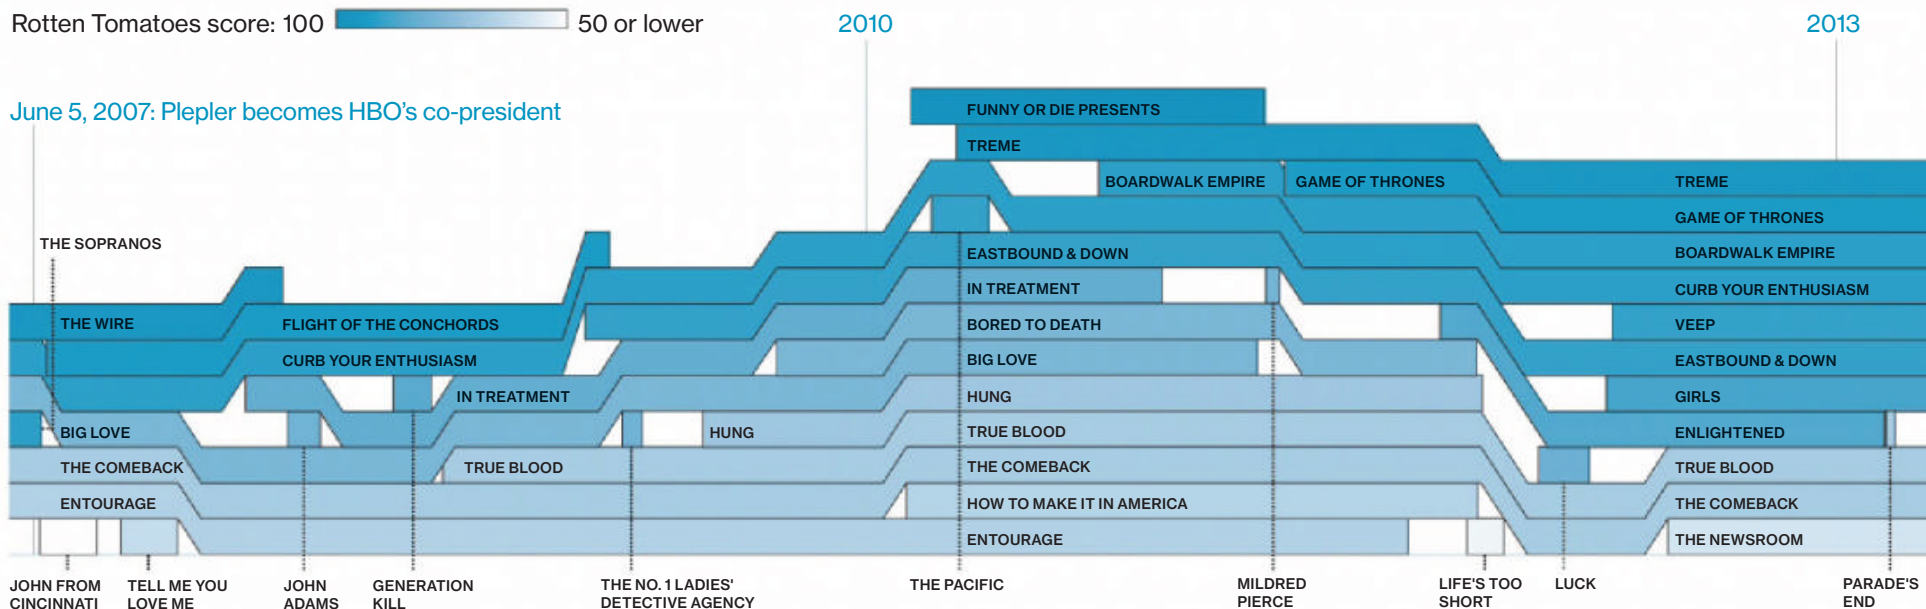 Rotten Tomatoes score: 100
50 or lower
2010
2013
June 5, 2007: Plepler becomes HBO's co-president
FUNNY OR DIE PRESENTS
TREME
BOARDWALK EMPIRE
GAME OF THRONES
TREME
GAME OF THRONES
THE SOPRANOS
EASTBOUND & DOWN
BOARDWALK EMPIRE
IN TREATMENT
CURB YOUR ENTHUSIASM
THE WIRE
FLIGHT OF THE CONCHORDS
BORED TO DEATH
VEEP
CURB YOUR ENTHUSIASM
BIG LOVE
EASTBOUND & DOWN
IN TREATMENT
HUNG
GIRLS
BIG LOVE
HUNG
TRUE BLOOD
ENLIGHTENED
THE COMEBACK
TRUE BLOOD
THE COMEBACK
TRUE BLOOD
ENTOURAGE
HOW TO MAKE IT IN AMERICA
THE COMEBACK
ENTOURAGE
THE NEWSROOM
JOHN FROM
CINCINNATI
TELL ME YOU
LOVE ME
JOHN
ADAMS
GENERATION
KILL
THE NO. 1 LADIES'
DETECTIVE AGENCY
THE PACIFIC
MILDRED
PIERCE
LIFE'S TOO
SHORT
LUCK
PARADE'S
END